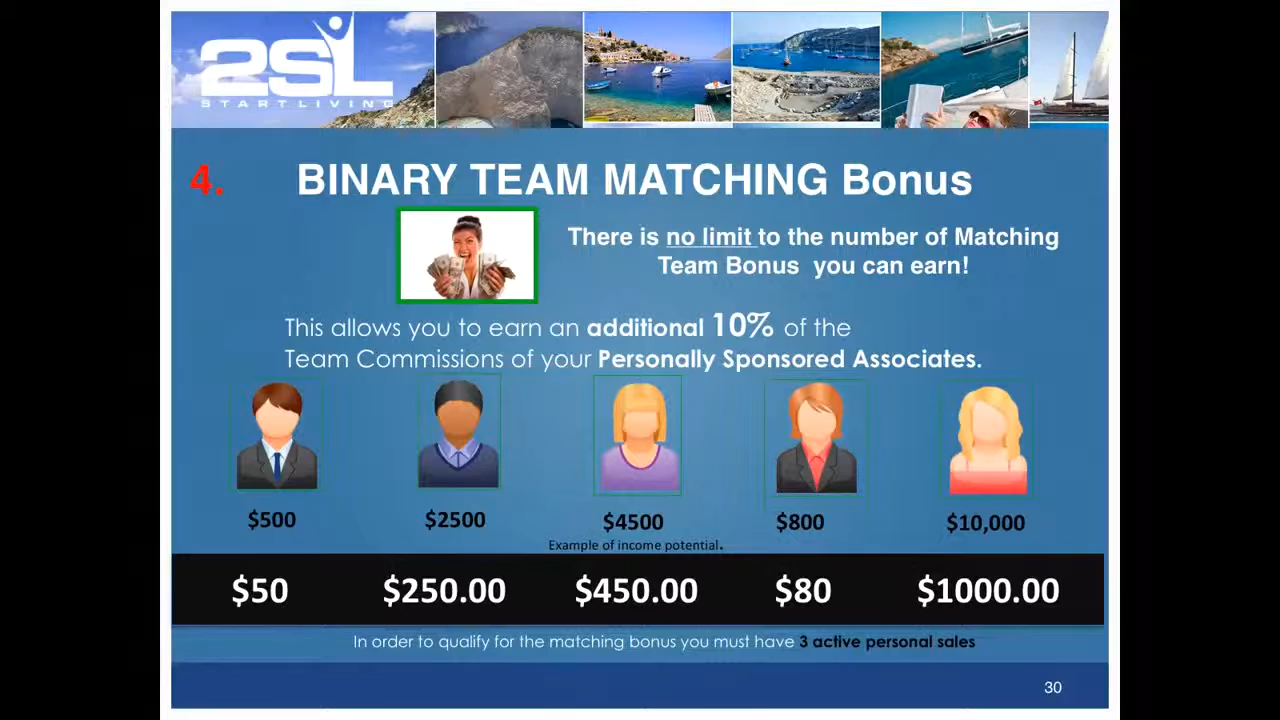 2SL
STARTLIVING
4. BINARY TEAM MATCHING Bonus
There is no limit to the number of Matching
Team Bonus you can earn!
This allows you to earn an additional 10% of the
Team Commissions of your Personally Sponsored Associates.
$500 $2500 $4500 $800 $10,000
Example of income potential.
$50 $250.00 $450.00 $80 $1000.00
In order to qualify for the matching bonus you must have 3 active personal sales
30